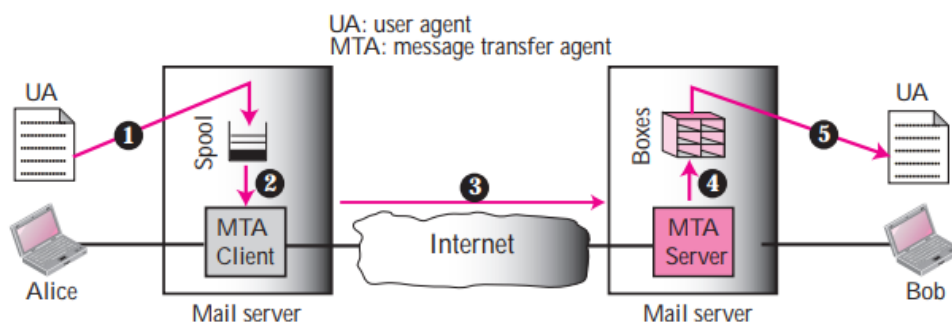 UA: user agent
MTA: message transfer agent
UA
1
Spool
2
MTA
Client
Alice
Mail server
3
Internet
Boxes
4
MTA
Server
Mail server
5
UA
Bob